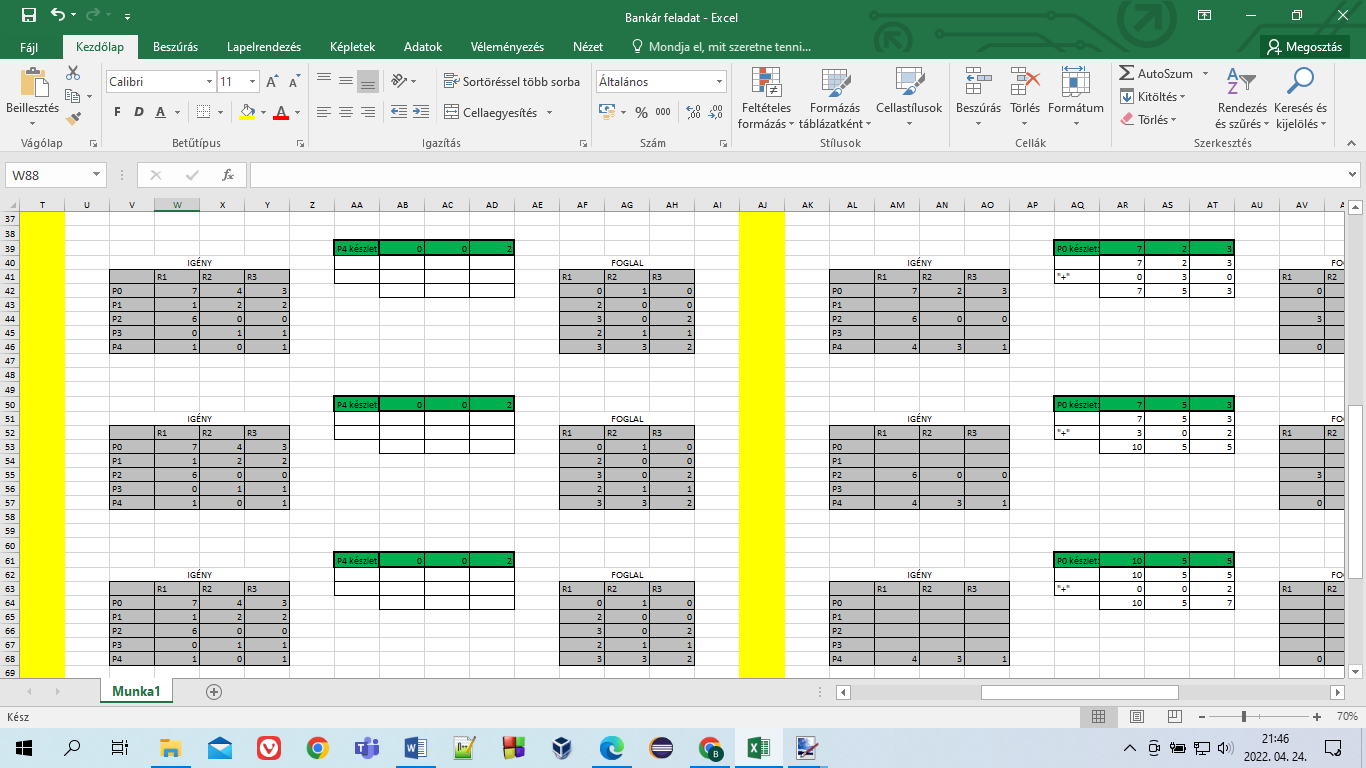 Bankár feladat - Excel
Fájl Kezdőlap Beszúrás Lapelrendezés Képletek Adatok Véleményezés Nézet Mondja el, mit szeretne tenni... Megosztás
Beillesztés
Calibri 11
F D A A A
Sortöréssel több sorba
Cellaegyesítés
Általános
% 000
Feltételes formázás
Formázás táblázatként
Cellastílusok
Beszúrás Törlés Formátum
AutoSzum
Kitöltés
Törlés
Rendezés és szűrés
Keresés és kijelölés
Vágólap Betűtípus Igazítás Szám Stílusok Cellák Szerkesztés
W88 fx
T U V W X Y Z AA AB AC AD AE AF AG AH AI AJ AK AL AM AN AO AP AQ AR AS AT AU AV
37
38
39 P4 készlet 0 0 2 P0 készlet: 7 2 3
40 IGÉNY FOGLAL IGÉNY 7 2 3 FO
41 R1 R2 R3 R1 R2 R3 R1 R2 R3 "+" 0 3 0 R1 R2
42 P0 7 4 3 0 1 0 P0 7 2 3 7 5 3 0
43 P1 1 2 2 2 0 0 P1
44 P2 6 0 0 3 0 2 P2 6 0 0 3
45 P3 0 1 1 2 1 1 P3
46 P4 1 0 1 3 3 2 P4 4 3 1 0
47
48
49
50 P4 készlet 0 0 2 P0 készlet: 7 5 3
51 IGÉNY FOGLAL IGÉNY 7 5 3 FO
52 R1 R2 R3 R1 R2 R3 R1 R2 R3 "+" 3 0 2 R1 R2
53 P0 7 4 3 0 1 0 P0 10 5 5
54 P1 1 2 2 2 0 0 P1
55 P2 6 0 0 3 0 2 P2 6 0 0 3
56 P3 0 1 1 2 1 1 P3
57 P4 1 0 1 3 3 2 P4 4 3 1 0
58
59
60
61 P4 készlet 0 0 2 P0 készlet: 10 5 5
62 IGÉNY FOGLAL IGÉNY 10 5 5 FO
63 R1 R2 R3 R1 R2 R3 R1 R2 R3 "+" 0 0 2 R1 R2
64 P0 7 4 3 0 1 0 P0 10 5 7
65 P1 1 2 2 2 0 0 P1
66 P2 6 0 0 3 0 2 P2
67 P3 0 1 1 2 1 1 P3
68 P4 1 0 1 3 3 2 P4 4 3 1 0
69
Munka1
Kész 70%
21:46
2022. 04. 24.